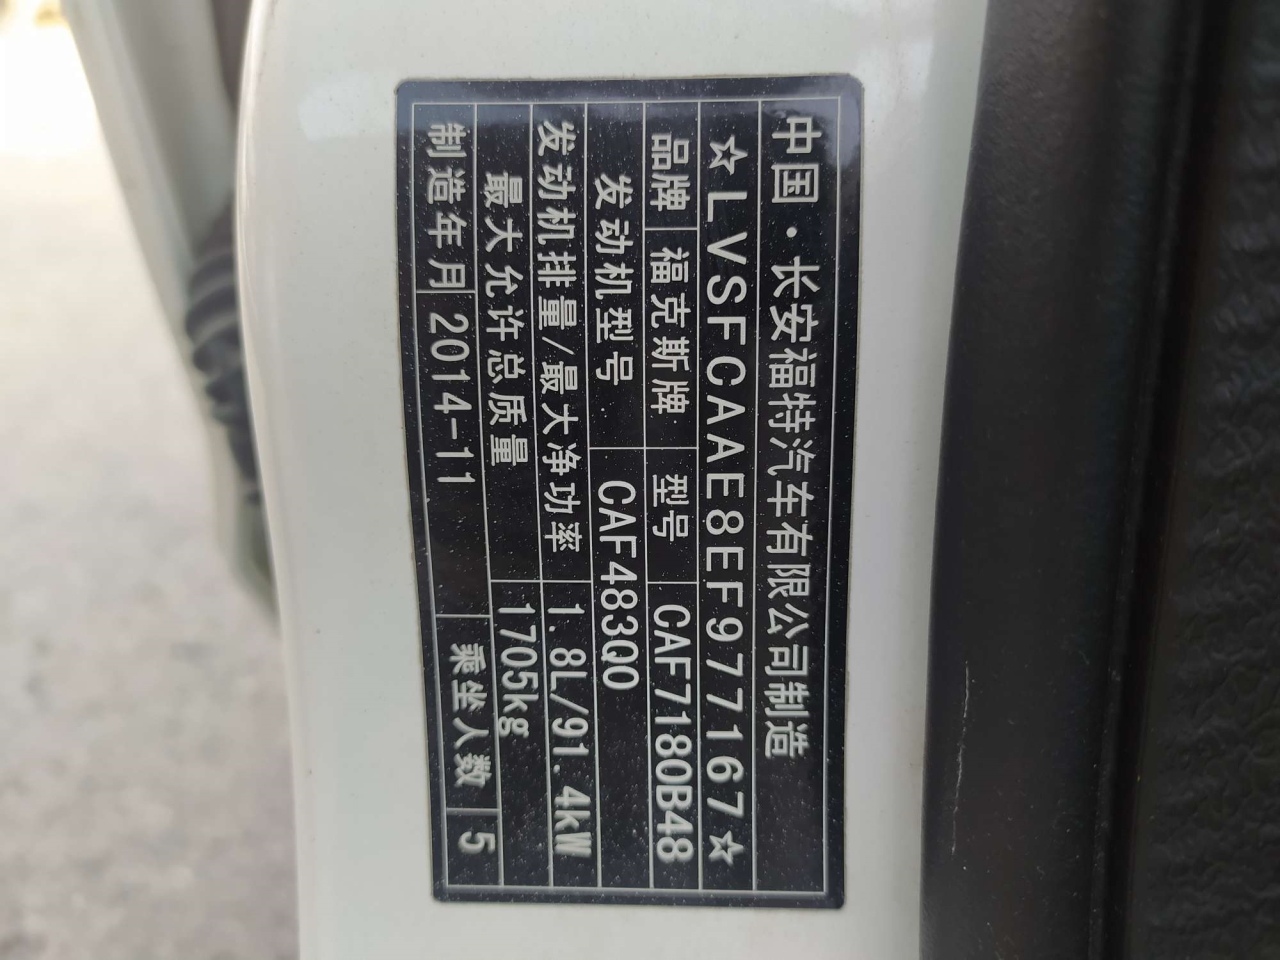 中国·长安福特汽车有限公司制造
☆LVSFCAAE8EF977167☆
品牌 福克斯牌 型号 CAF7180B48
发动机型号 CAF483Q0
发动机排量/最大净功率 1.8L/91.4kW
最大允许总质量 1705kg
制造年月 2014-11 乘坐人数 5